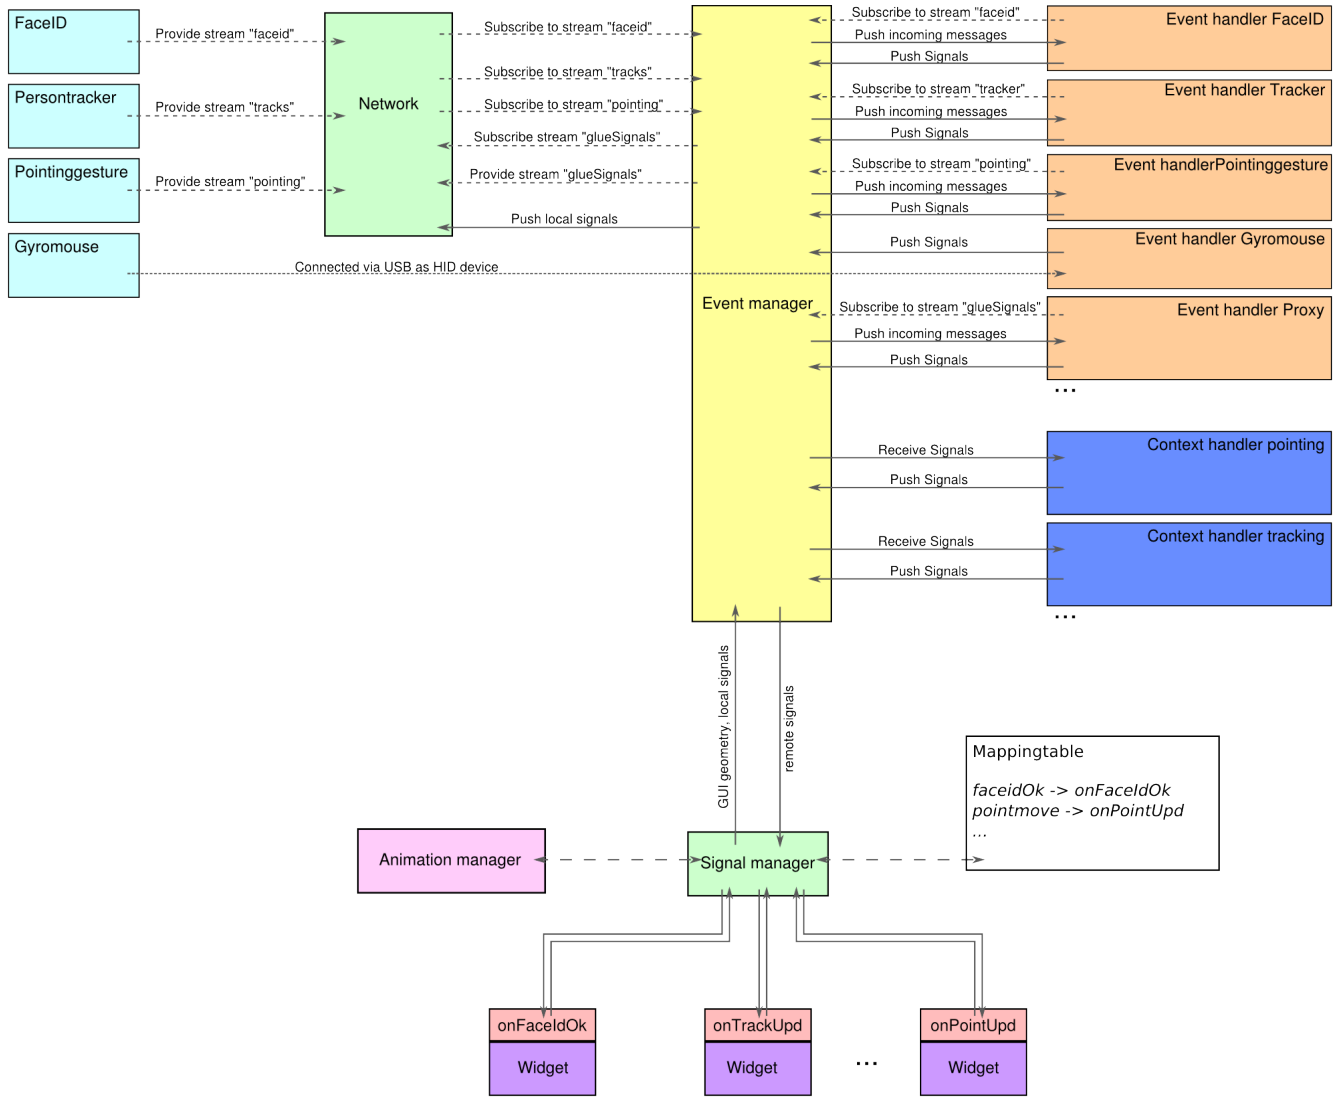 FaceID
Provide stream "faceid"
Persontracker
Provide stream "tracks"
Pointinggesture
Provide stream "pointing"
Gyromouse
Connected via USB as HID device
Network
Subscribe to stream "faceid"
Subscribe to stream "tracks"
Subscribe to stream "pointing"
Subscribe stream "glueSignals"
Provide stream "glueSignals"
Push local signals
Event manager
Subscribe to stream "faceid"
Push incoming messages
Push Signals
Event handler FaceID
Subscribe to stream "tracker"
Push incoming messages
Push Signals
Event handler Tracker
Subscribe to stream "pointing"
Push incoming messages
Push Signals
Event handlerPointinggesture
Push Signals
Event handler Gyromouse
Subscribe to stream "glueSignals"
Push incoming messages
Push Signals
Event handler Proxy
...
Receive Signals
Push Signals
Context handler pointing
Receive Signals
Push Signals
Context handler tracking
...
GUI geometry, local signals
remote signals
Mappingtable
faceidOk -> onFaceIdOk
pointmove -> onPointUpd
...
Animation manager
Signal manager
onFaceIdOk
Widget
onTrackUpd
Widget
...
onPointUpd
Widget